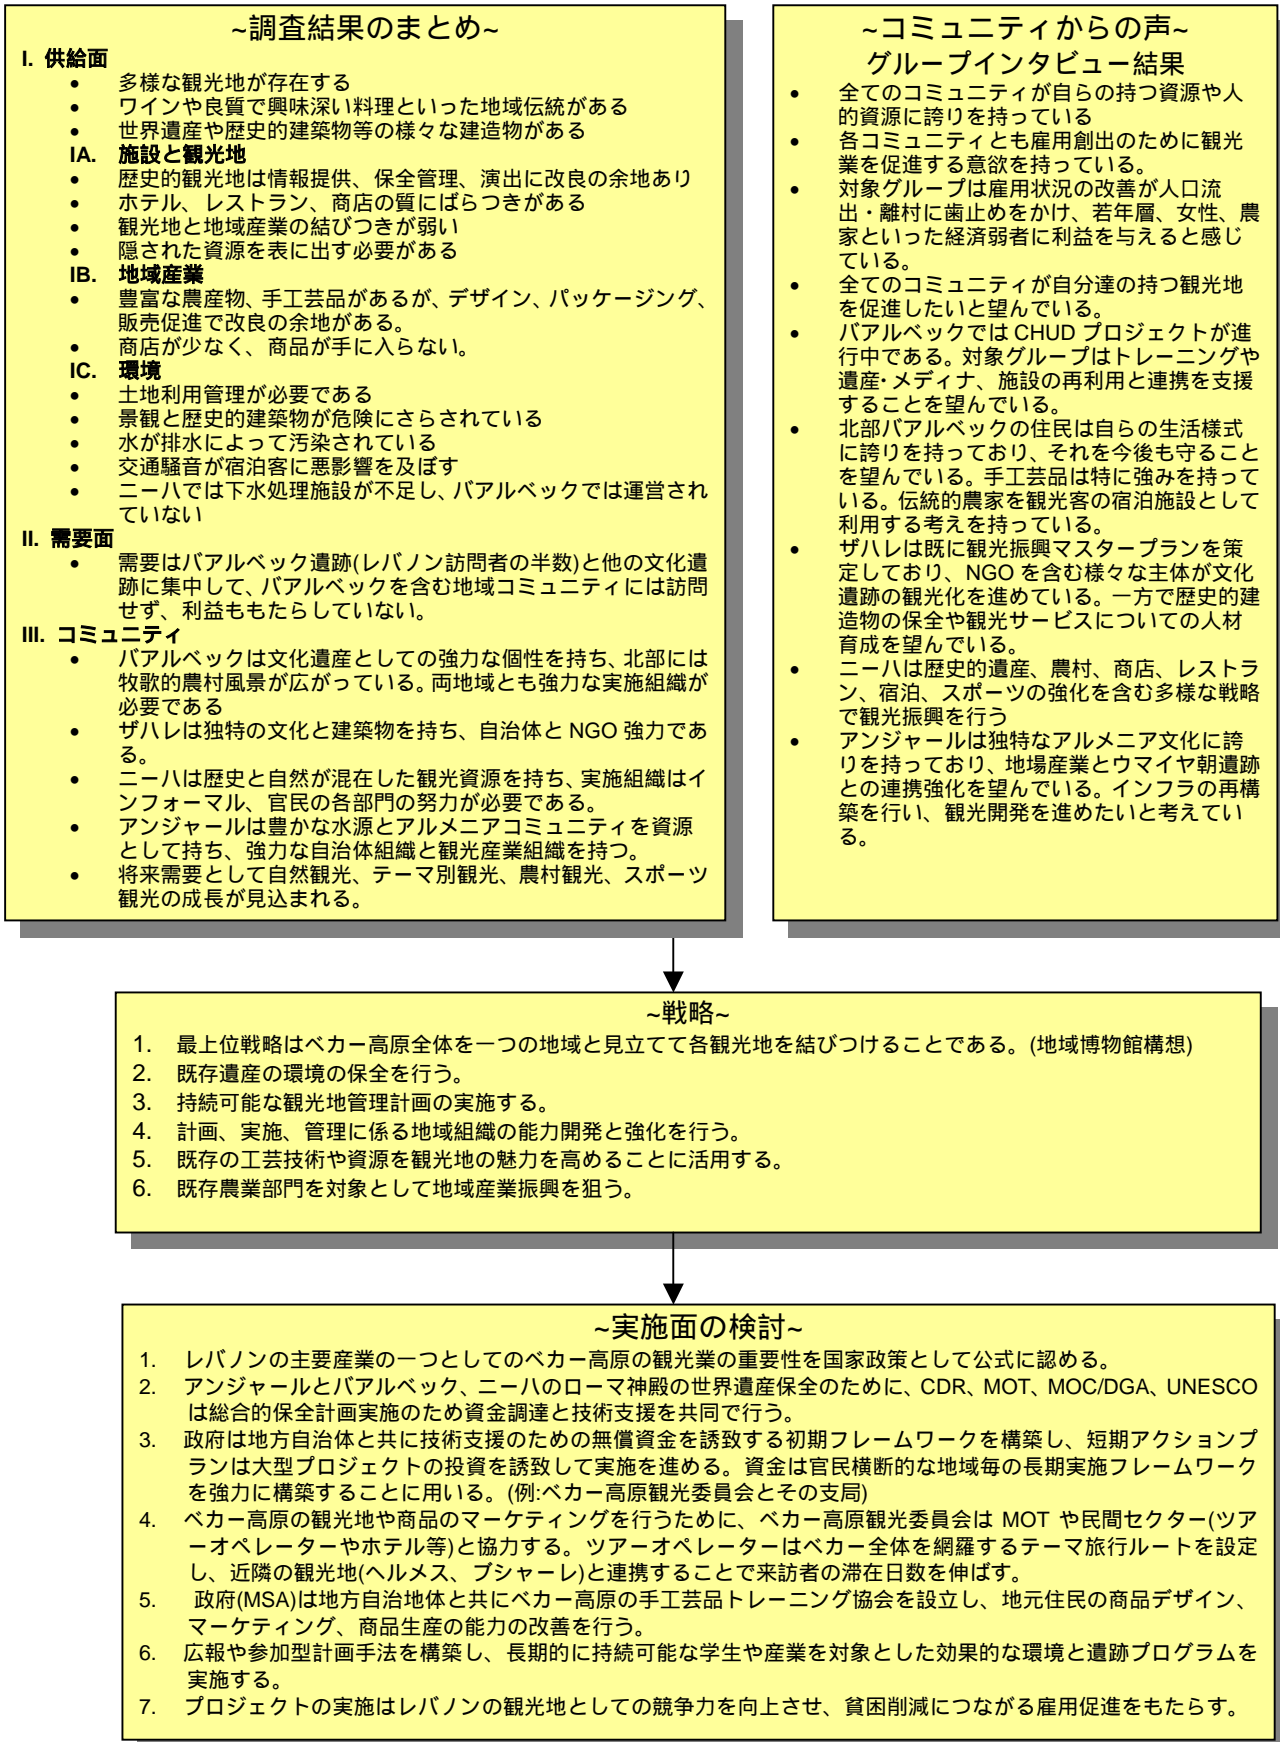 ~調査結果のまとめ~
I. 供給面
• 多様な観光地が存在する
• ワインや良質で興味深い料理といった地域伝統がある
• 世界遺産や歴史的建築物等の様々な建造物がある
IA. 施設と観光地
• 歴史的観光地は情報提供、保全管理、演出に改良の余地あり
• ホテル、レストラン、商店の質にばらつきがある
• 観光地と地域産業の結びつきが弱い
• 隠された資源を表に出す必要がある
IB. 地域産業
• 豊富な農産物、手工芸品があるが、デザイン、パッケージング、
販売促進で改良の余地がある。
• 商店が少なく、商品が手に入らない。
IC. 環境
• 土地利用管理が必要である
• 景観と歴史的建築物が危険にさらされている
• 水が排水によって汚染されている
• 交通騒音が宿泊客に悪影響を及ぼす
• ニーハでは下水処理施設が不足し、バアルベックでは運営され
ていない
II. 需要面
• 需要はバアルベック遺跡(レバノン訪問者の半数)と他の文化遺
跡に集中して、バアルベックを含む地域コミュニティには訪問
せず、利益ももたらしていない。
III. コミュニティ
• バアルベックは文化遺産としての強力な個性を持ち、北部には
牧歌的農村風景が広がっている。両地域とも強力な実施組織が
必要である
• ザハレは独特の文化と建築物を持ち、自治体と NGO 強力であ
る。
• ニーハは歴史と自然が混在した観光資源を持ち、実施組織はイ
ンフォーマル、官民の各部門の努力が必要である。
• アンジャールは豊かな水源とアルメニアコミュニティを資源
として持ち、強力な自治体組織と観光産業組織を持つ。
• 将来需要として自然観光、テーマ別観光、農村観光、スポーツ
観光の成長が見込まれる。
~コミュニティからの声~
グループインタビュー結果
• 全てのコミュニティが自らの持つ資源や人
的資源に誇りを持っている
• 各コミュニティとも雇用創出のために観光
業を促進する意欲を持っている。
• 対象グループは雇用状況の改善が人口流
出・離村に歯止めをかけ、若年層、女性、農
家といった経済弱者に利益を与えると感じ
ている。
• 全てのコミュニティが自分達の持つ観光地
を促進したいと望んでいる。
• バアルベックでは CHUD プロジェクトが進
行中である。対象グループはトレーニングや
遺産・メディナ、施設の再利用と連携を支援
することを望んでいる。
• 北部バアルベックの住民は自らの生活様式
に誇りを持っており、それを今後も守ること
を望んでいる。手工芸品は特に強みを持って
いる。伝統的農家を観光客の宿泊施設として
利用する考えを持っている。
• ザハレは既に観光振興マスタープランを策
定しており、NGO を含む様々な主体が文化
遺跡の観光化を進めている。一方で歴史的建
造物の保全や観光サービスについての人材
育成を望んでいる。
• ニーハは歴史的遺産、農村、商店、レストラ
ン、宿泊、スポーツの強化を含む多様な戦略
で観光振興を行う
• アンジャールは独特なアルメニア文化に誇
りを持っており、地場産業とウマイヤ朝遺跡
との連携強化を望んでいる。インフラの再構
築を行い、観光開発を進めたいと考えてい
る。
~戦略~
1. 最上位戦略はベカー高原全体を一つの地域と見立てて各観光地を結びつけることである。(地域博物館構想)
2. 既存遺産の環境の保全を行う。
3. 持続可能な観光地管理計画の実施する。
4. 計画、実施、管理に係る地域組織の能力開発と強化を行う。
5. 既存の工芸技術や資源を観光地の魅力を高めることに活用する。
6. 既存農業部門を対象として地域産業振興を狙う。
~実施面の検討~
1. レバノンの主要産業の一つとしてのベカー高原の観光業の重要性を国家政策として公式に認める。
2. アンジャールとバアルベック、ニーハのローマ神殿の世界遺産保全のために、CDR、MOT、MOC/DGA、UNESCO
は総合的保全計画実施のため資金調達と技術支援を共同で行う。
3. 政府は地方自治体と共に技術支援のための無償資金を誘致する初期フレームワークを構築し、短期アクションプ
ランは大型プロジェクトの投資を誘致して実施を進める。資金は官民横断的な地域毎の長期実施フレームワーク
を強力に構築することに用いる。(例:ベカー高原観光委員会とその支局)
4. ベカー高原の観光地や商品のマーケティングを行うために、ベカー高原観光委員会は MOT や民間セクター(ツア
ーオペレーターやホテル等)と協力する。ツアーオペレーターはベカー全体を網羅するテーマ旅行ルートを設定
し、近隣の観光地(ヘルメス、ブシャーレ)と連携することで来訪者の滞在日数を伸ばす。
5. 政府(MSA)は地方自治地体と共にベカー高原の手工芸品トレーニング協会を設立し、地元住民の商品デザイン、
マーケティング、商品生産の能力の改善を行う。
6. 広報や参加型計画手法を構築し、長期的に持続可能な学生や産業を対象とした効果的な環境と遺跡プログラムを
実施する。
7. プロジェクトの実施はレバノンの観光地としての競争力を向上させ、貧困削減につながる雇用促進をもたらす。